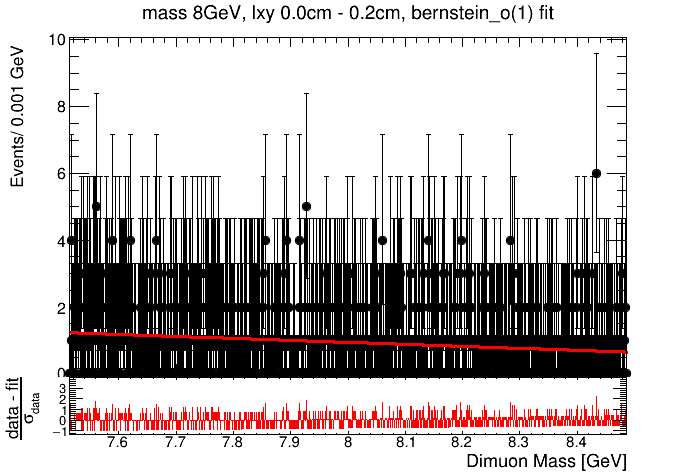 mass 8GeV, lxy 0.0cm - 0.2cm, bernstein_o(1) fit
Events/ 0.001 GeV
10
8
6
4
2
0
data - fit
σdata
3
2
1
0
−1
7.6 7.7 7.8 7.9 8 8.1 8.2 8.3 8.4
Dimuon Mass [GeV]